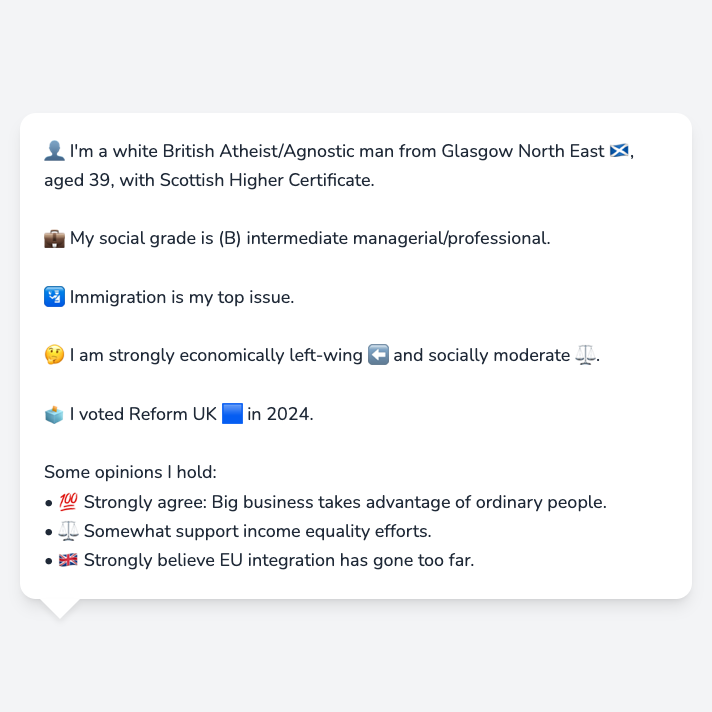 👤 I'm a white British Atheist/Agnostic man from Glasgow North East 🏴󠁧󠁢󠁳󠁣󠁴󠁿,
aged 39, with Scottish Higher Certificate.
💼 My social grade is (B) intermediate managerial/professional.
🛂 Immigration is my top issue.
🤔 I am strongly economically left-wing ⬅️ and socially moderate ⚖️.
🗳️ I voted Reform UK 🟦 in 2024.
Some opinions I hold:
• 💯 Strongly agree: Big business takes advantage of ordinary people.
• ⚖️ Somewhat support income equality efforts.
• 🇬🇧 Strongly believe EU integration has gone too far.